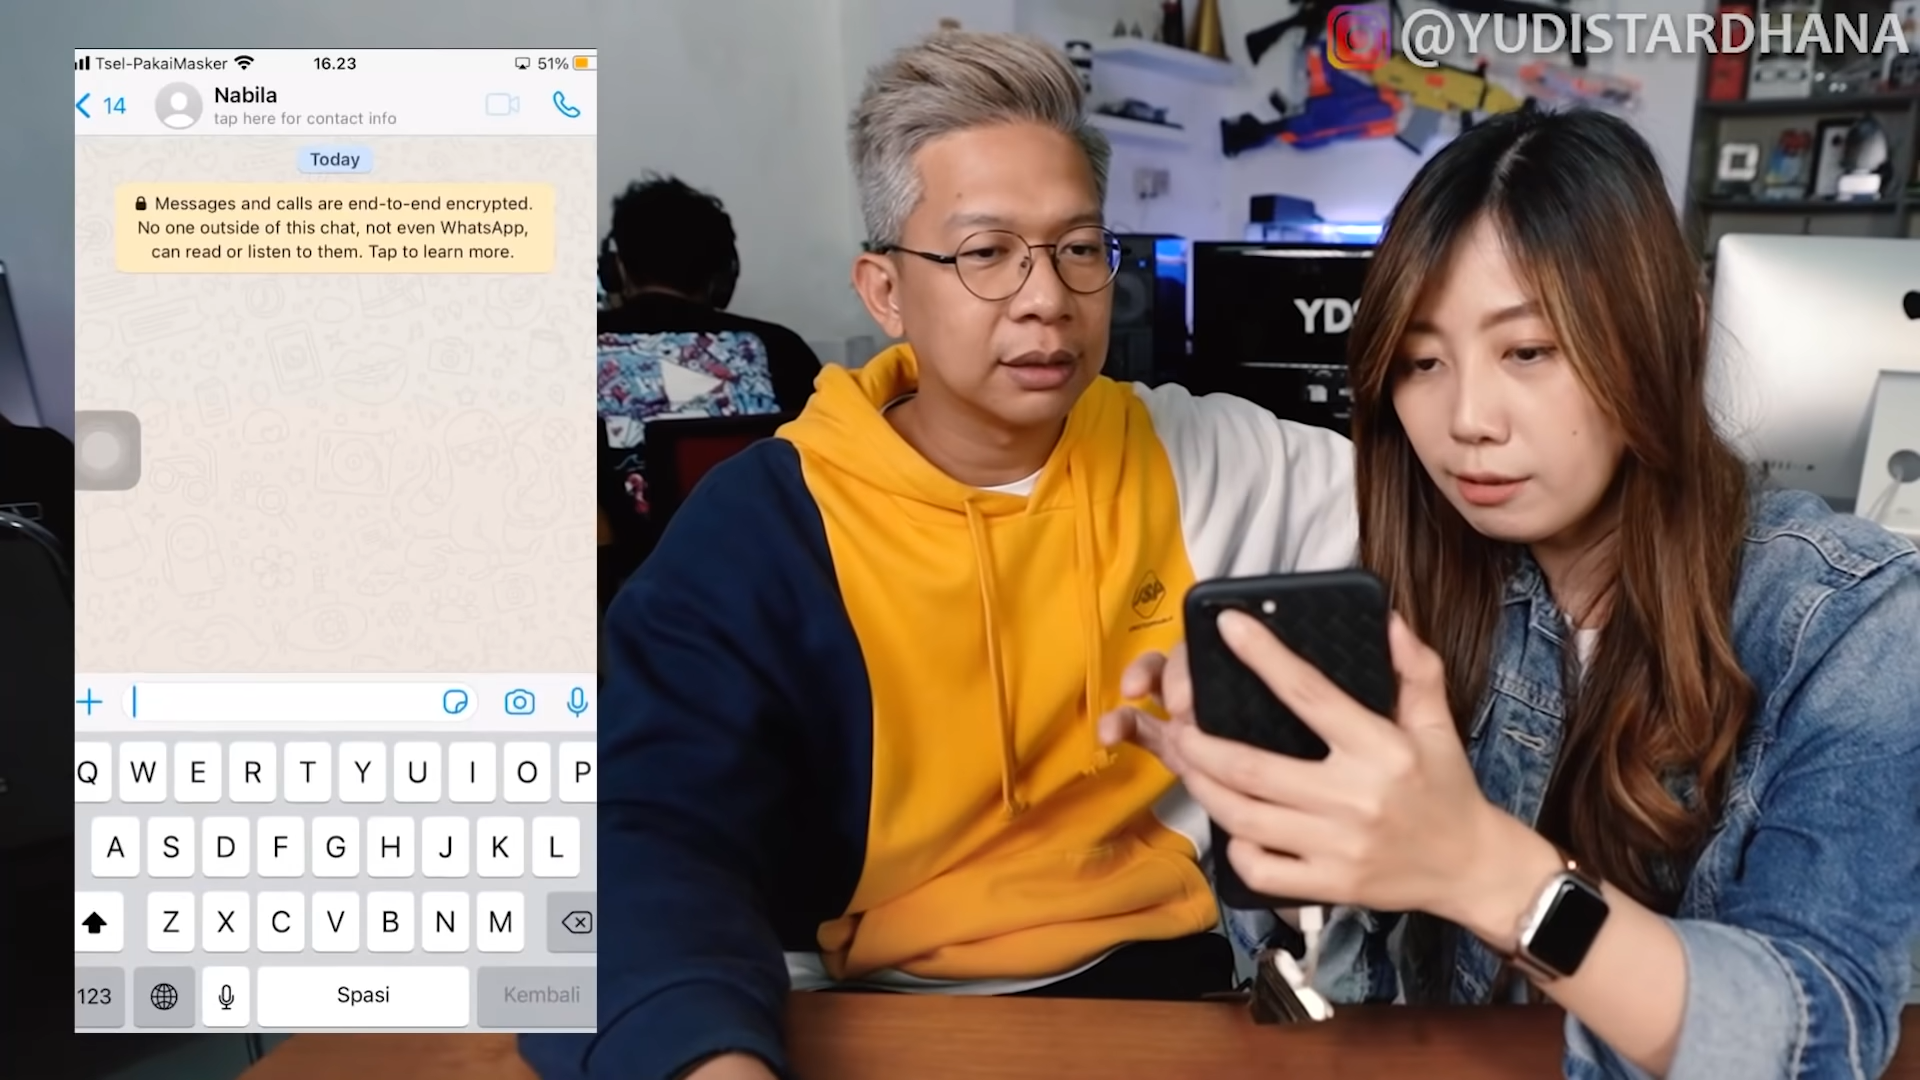 @YUDISTARDHANA
Tsel-PakaiMasker 16.23 51%
14 Nabila
tap here for contact info
Today
Messages and calls are end-to-end encrypted.
No one outside of this chat, not even WhatsApp,
can read or listen to them. Tap to learn more.
YDS
Q W E R T Y U I O P
A S D F G H J K L
Z X C V B N M
123 Spasi Kembali